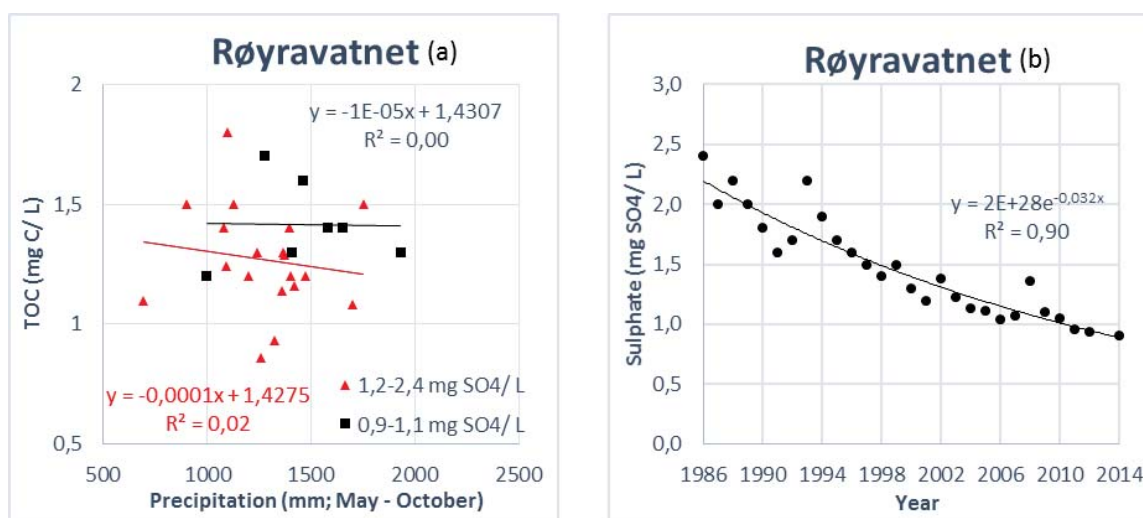 Røyravatnet (a)
TOC (mg C/ L)
2
1,5
1
0,5
y = -1E-05x + 1,4307
R² = 0,00
y = -0,0001x + 1,4275
R² = 0,02
1,2-2,4 mg SO4/ L
0,9-1,1 mg SO4/ L
500 1000 1500 2000 2500
Precipitation (mm; May - October)
Røyravatnet (b)
Sulphate (mg SO4/ L)
3,0
2,5
2,0
1,5
1,0
0,5
0,0
y = 2E+28e^-0,032x
R² = 0,90
1986 1990 1994 1998 2002 2006 2010 2014
Year